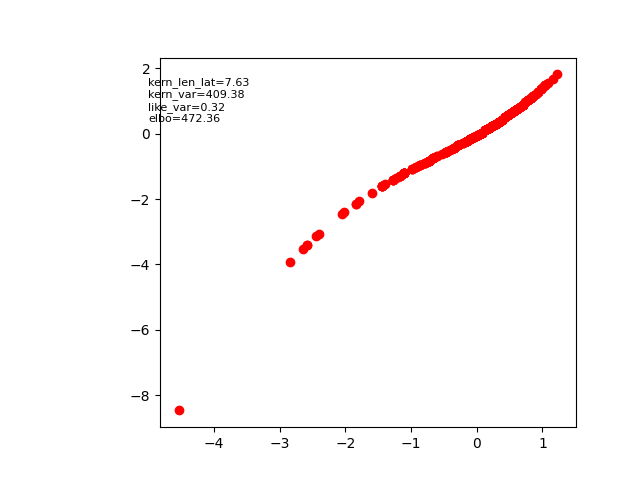 2
kern_len_lat=7.63
kern_var=409.38
like_var=0.32
elbo=472.36
0
−2
−4
−6
−8
−4 −3 −2 −1 0 1